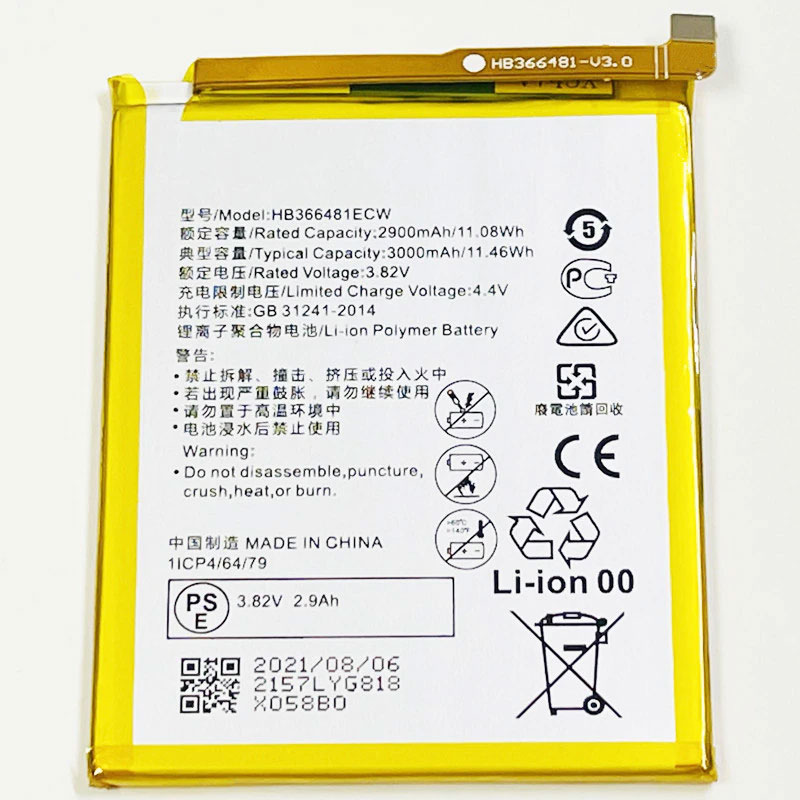 HB366481-V3.0
型号/Model:HB366481ECW
额定容量/Rated Capacity:2900mAh/11.08Wh
典型容量/Typical Capacity:3000mAh/11.46Wh
额定电压/Rated Voltage:3.82V
充电限制电压/Limited Charge Voltage:4.4V
执行标准:GB 31241-2014
锂离子聚合物电池/Li-ion Polymer Battery
警告:
•禁止拆解、撞击、挤压或投入火中
•若出现严重鼓胀，请勿继续使用
•请勿置于高温环境中
•电池浸水后禁止使用
Warning:
•Do not disassemble,puncture,
crush,heat,or burn.
5
PC
廢電池請回收
CE
中国制造 MADE IN CHINA
1ICP4/64/79
Li-ion 00
PS
E
3.82V 2.9Ah
2021/08/06
2157LYG818
X058B0